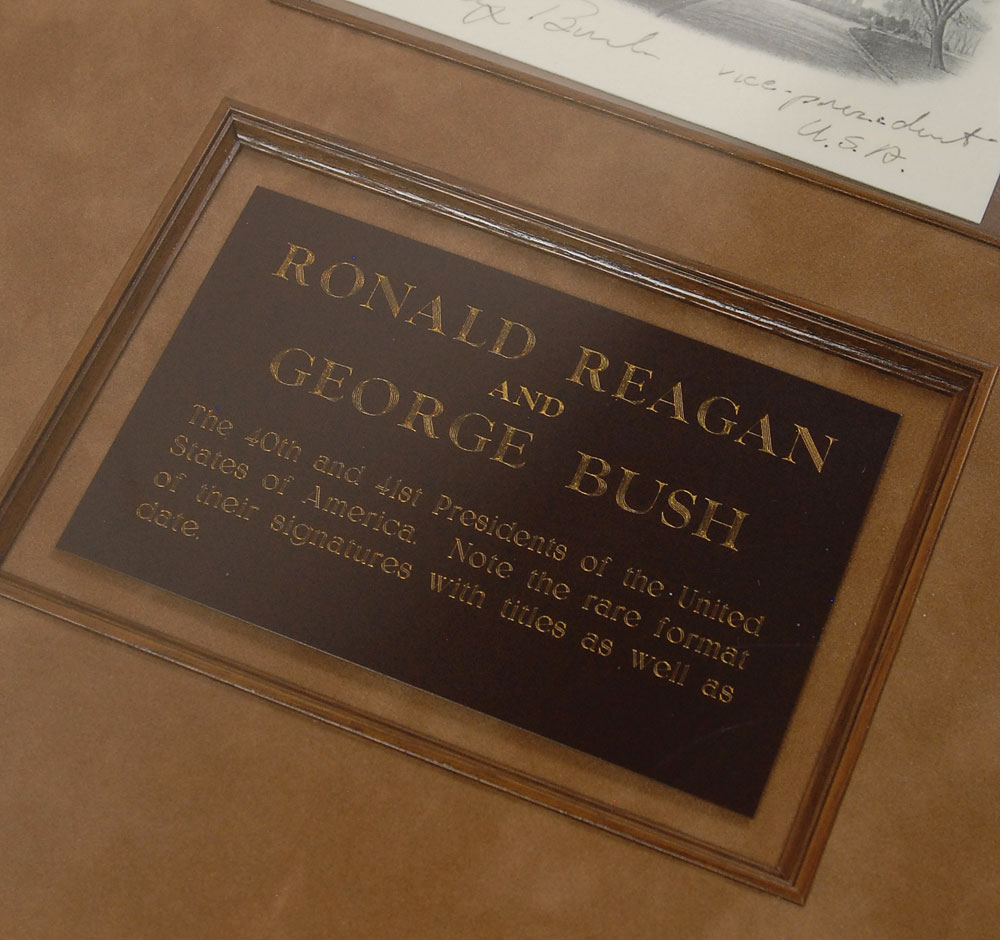 Bush vice-president
U.S.A.
RONALD REAGAN
AND
GEORGE BUSH
The 40th and 41st Presidents of the United
States of America. Note the rare format
of their signatures with titles as well as
date.